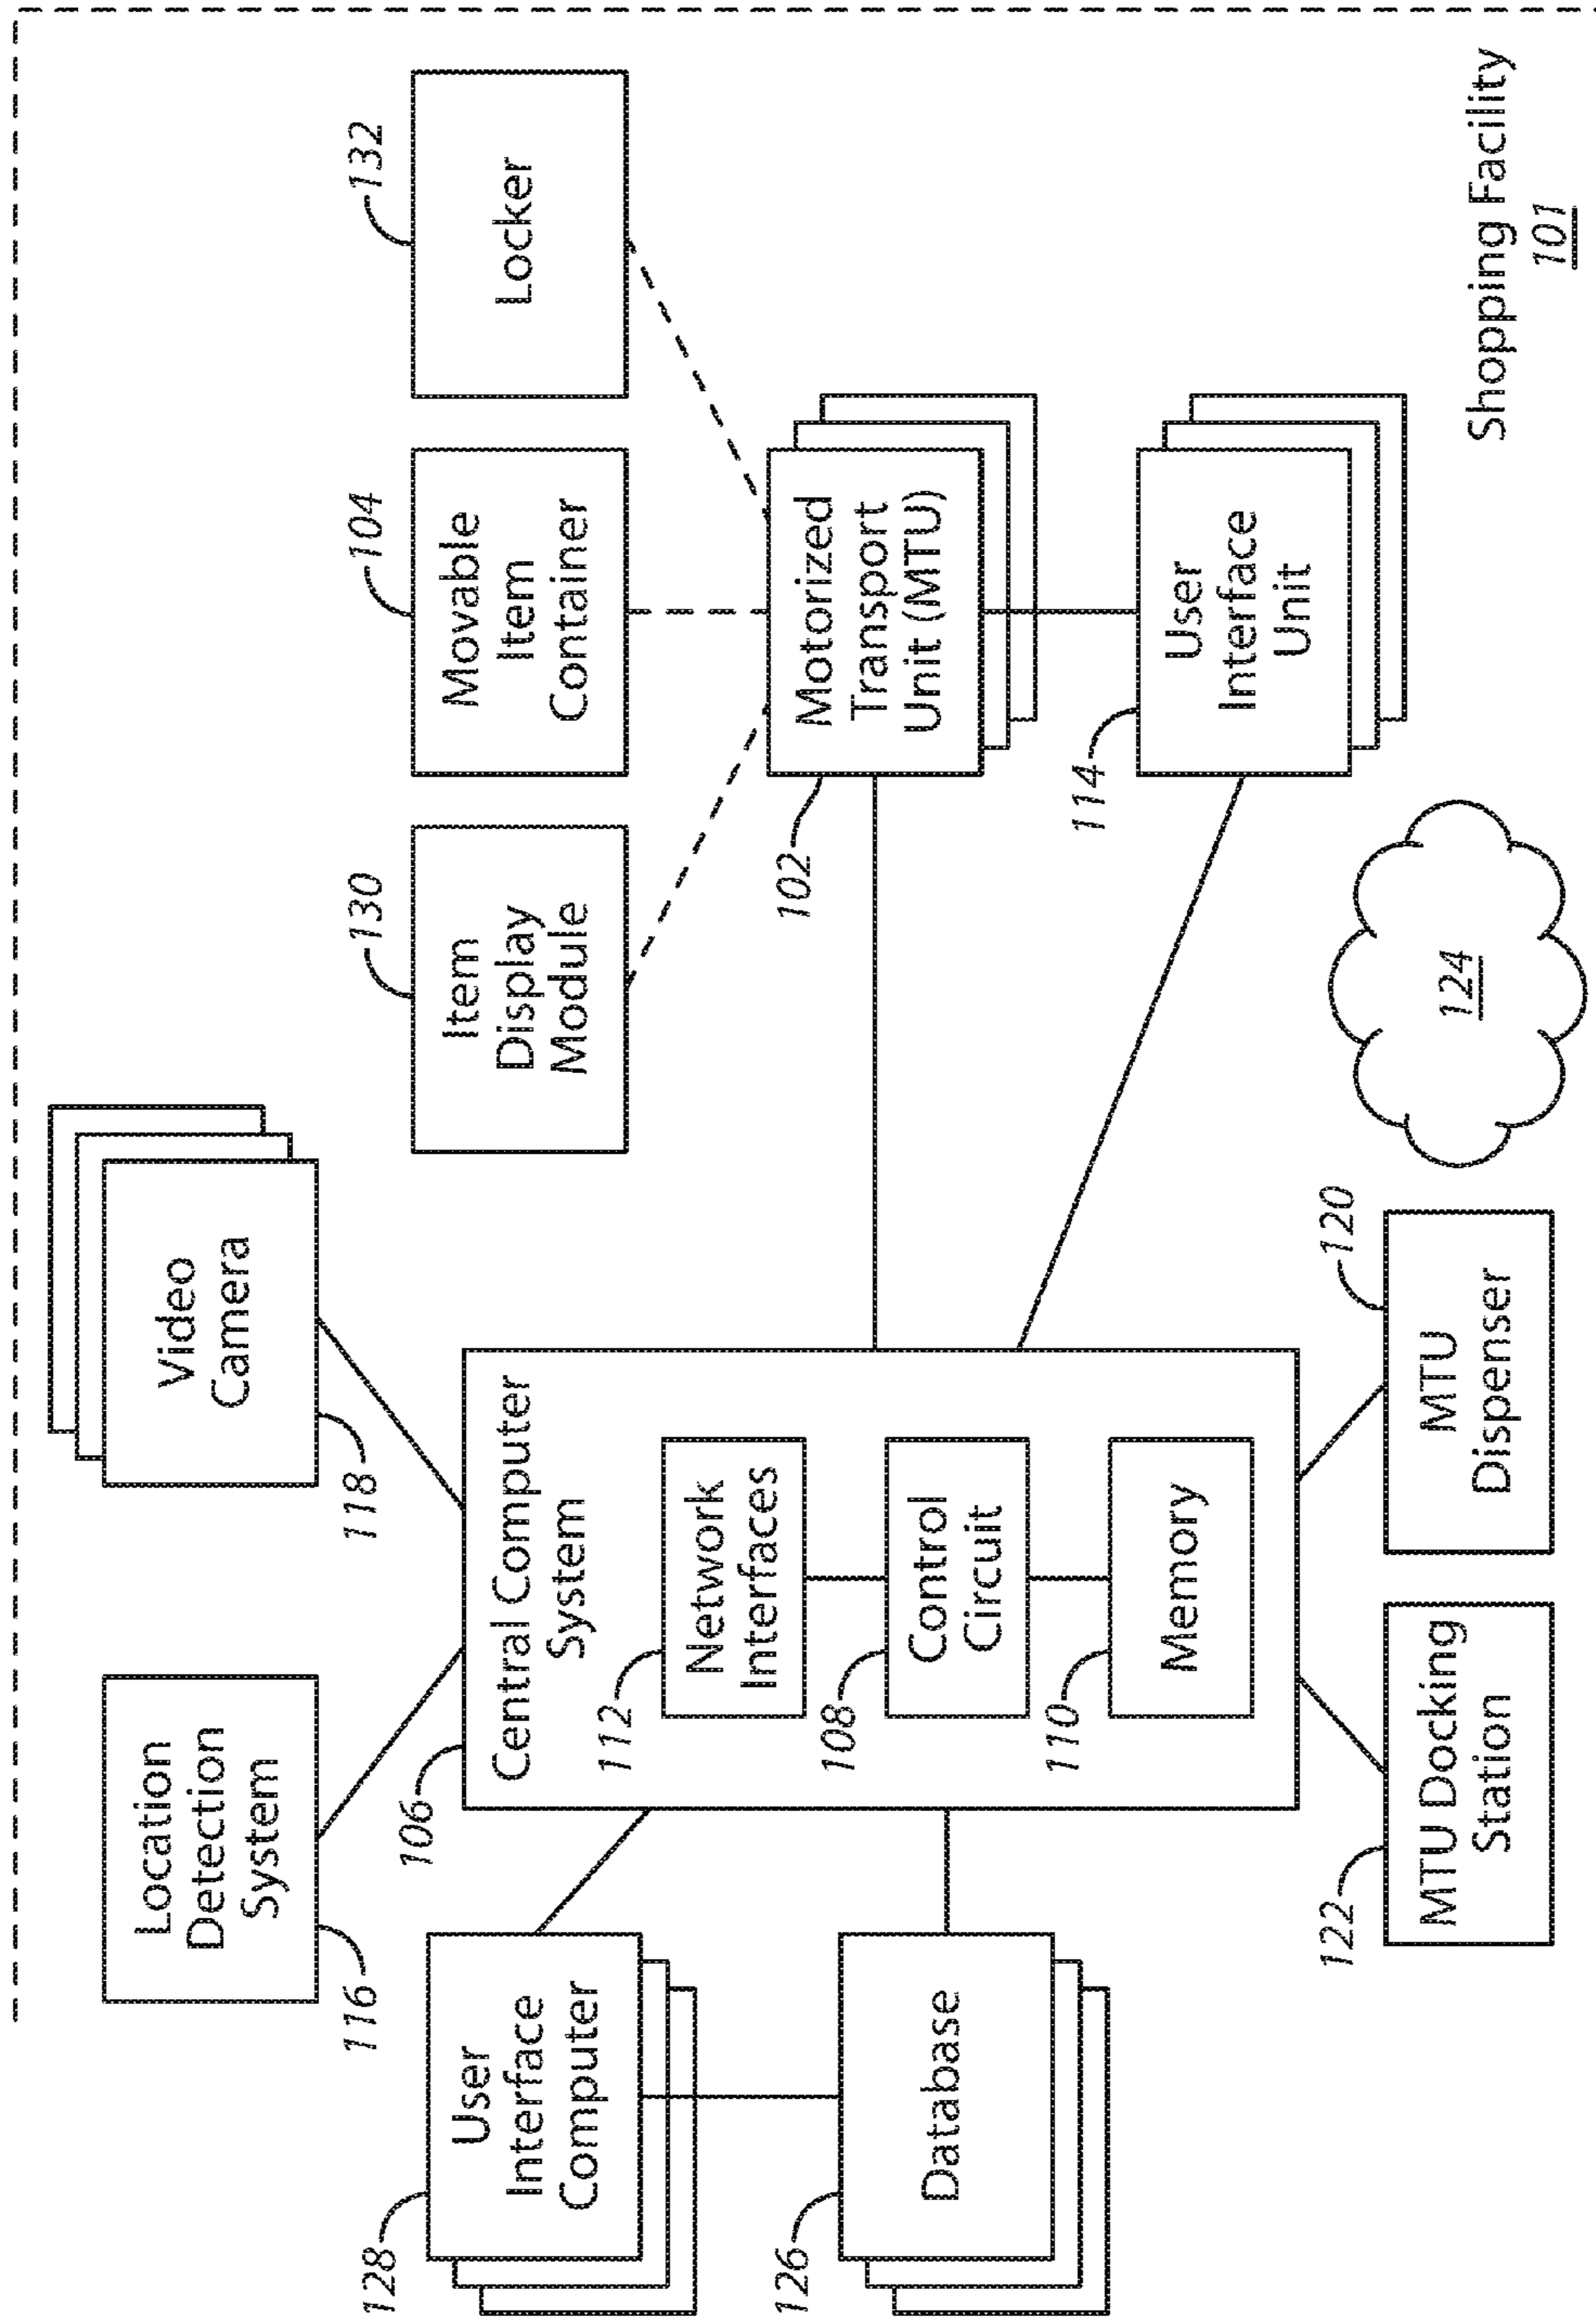 116
Location
Detection
System
118
Video
Camera
130
Item
Display
Module
104
Movable
Item
Container
132
Locker
128
User
Interface
Computer
126
Database
106
Central Computer
System
112
Network
Interfaces
108
Control
Circuit
110
Memory
102
Motorized
Transport
Unit (MTU)
114
User
Interface
Unit
122
MTU Docking
Station
120
MTU
Dispenser
124
Shopping Facility
101